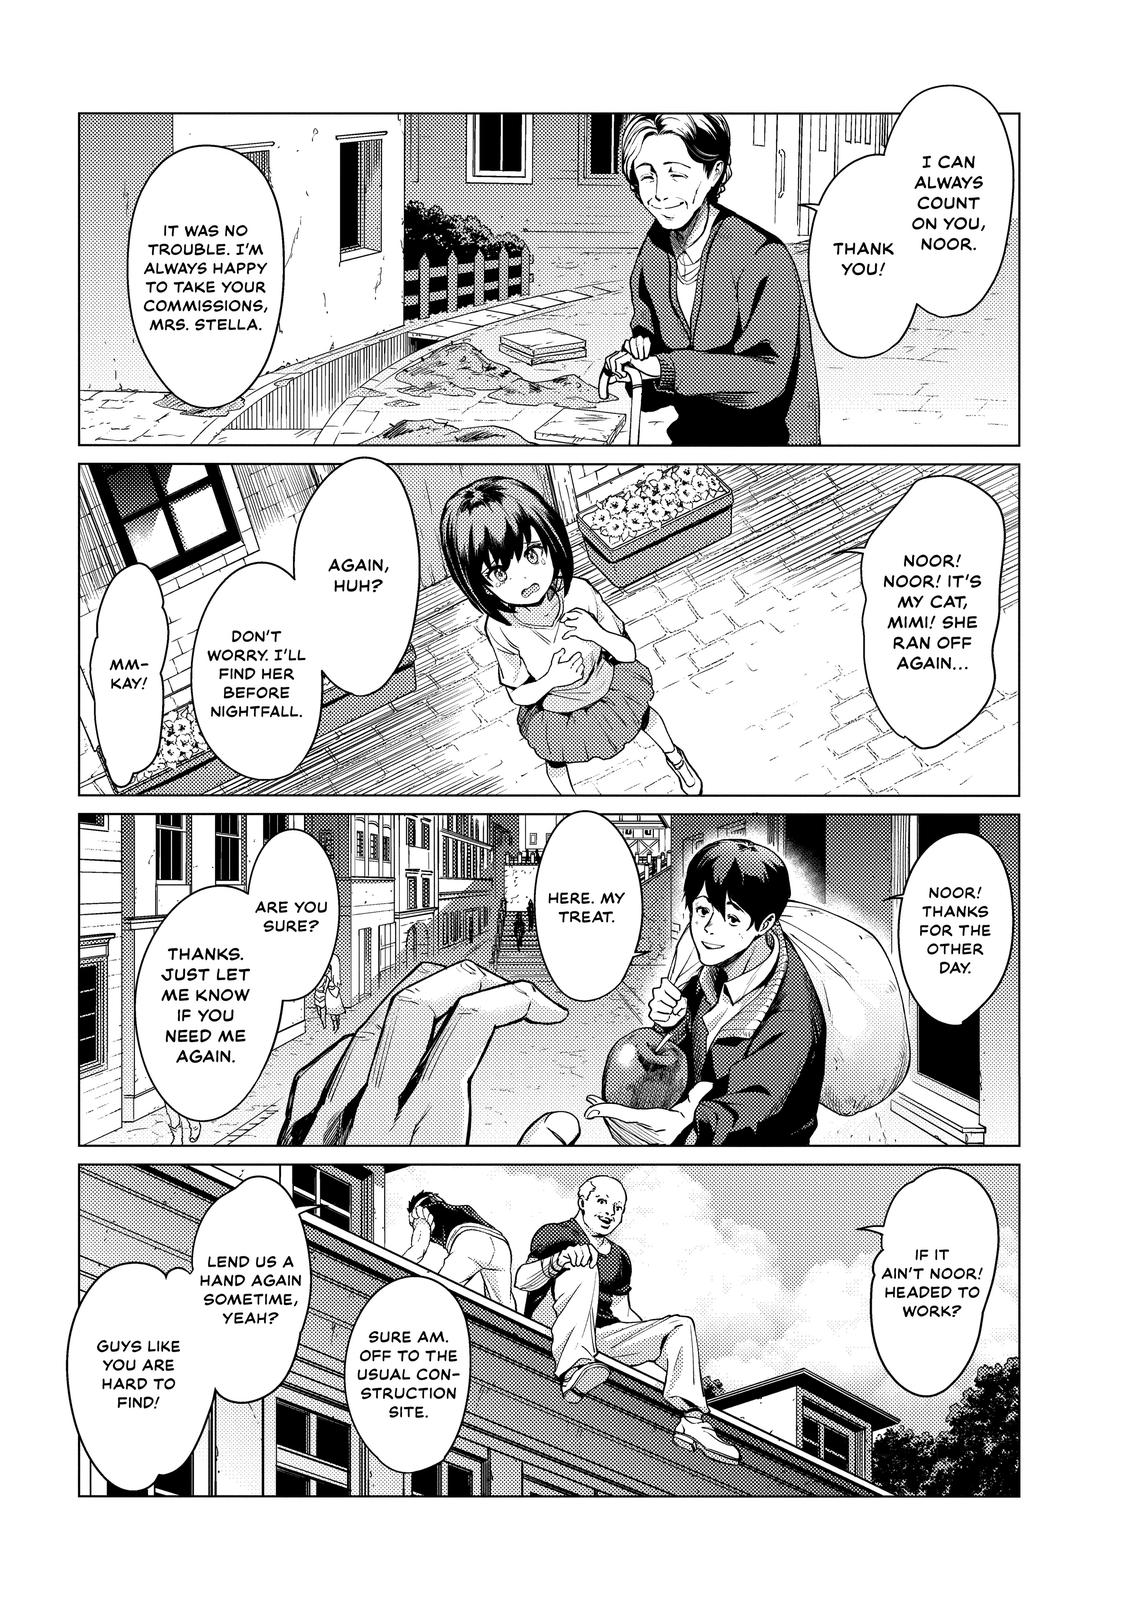 I CAN
ALWAYS
COUNT
ON YOU,
NOOR.
THANK
YOU!
IT WAS NO
TROUBLE. I'M
ALWAYS HAPPY
TO TAKE YOUR
COMMISSIONS,
MRS. STELLA.
NOOR!
NOOR! IT'S
MY CAT,
MIMI! SHE
RAN OFF
AGAIN...
AGAIN,
HUH?
DON'T
WORRY. I'LL
FIND HER
BEFORE
NIGHTFALL.
MM-
KAY!
NOOR!
THANKS
FOR THE
OTHER
DAY.
HERE. MY
TREAT.
ARE YOU
SURE?
THANKS.
JUST LET
ME KNOW
IF YOU
NEED ME
AGAIN.
IF IT
AIN'T NOOR!
HEADED TO
WORK?
SURE AM.
OFF TO THE
USUAL CON-
STRUCTION
SITE.
LEND US A
HAND AGAIN
SOMETIME,
YEAH?
GUYS LIKE
YOU ARE
HARD TO
FIND!